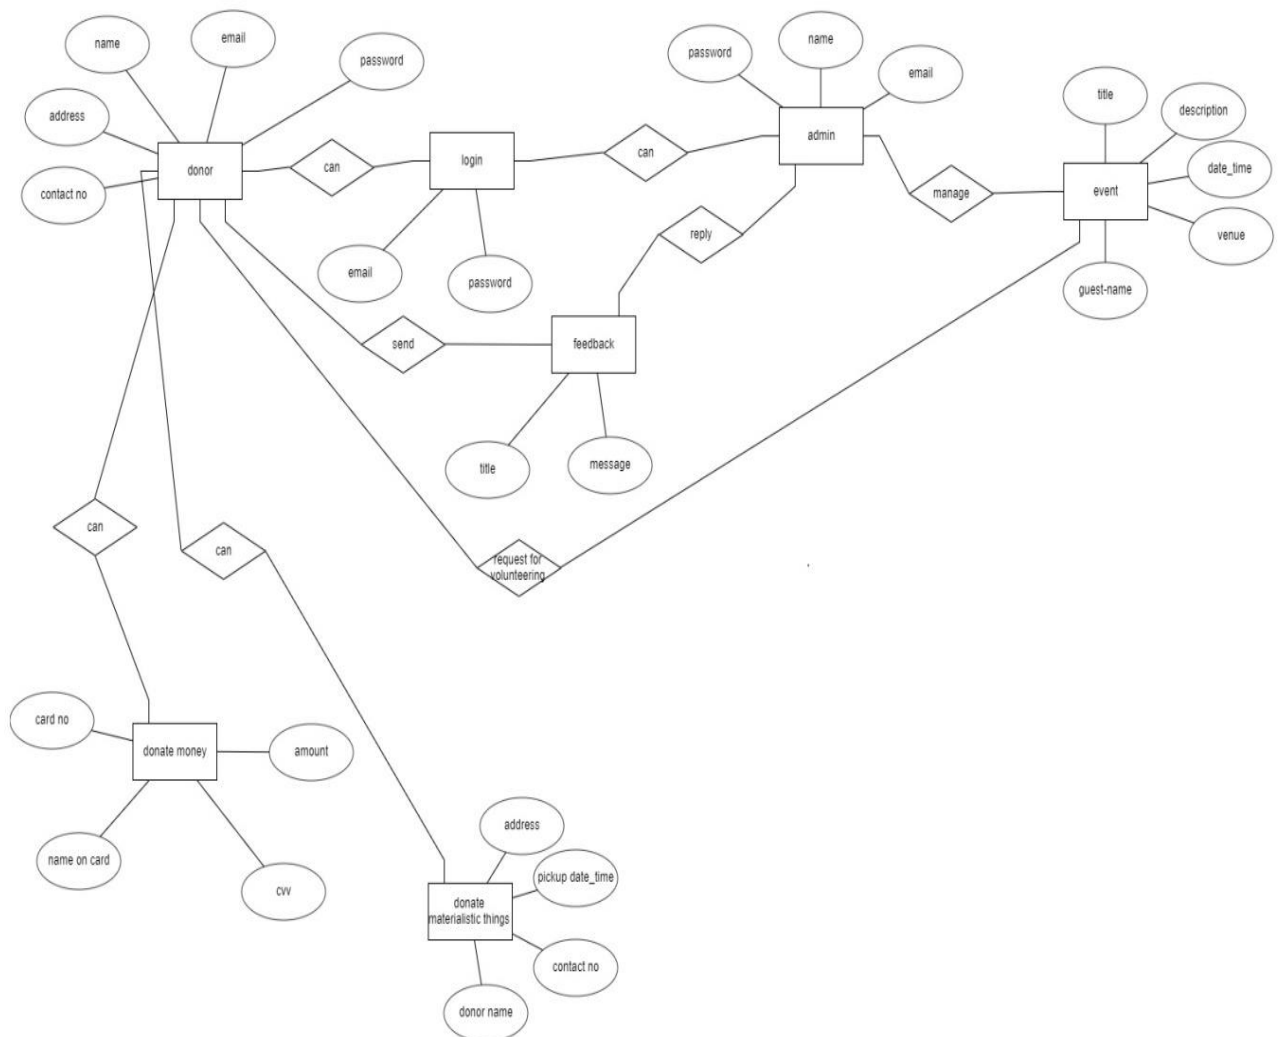 name
email
password
address
contact no
donor
can
login
can
email
password
password
name
email
admin
title
description
date_time
venue
guest-name
event
manage
reply
send
feedback
title
message
can
can
request for
volunteering
card no
donate money
amount
name on card
cvv
address
pickup date_time
donate
materialistic things
contact no
donor name